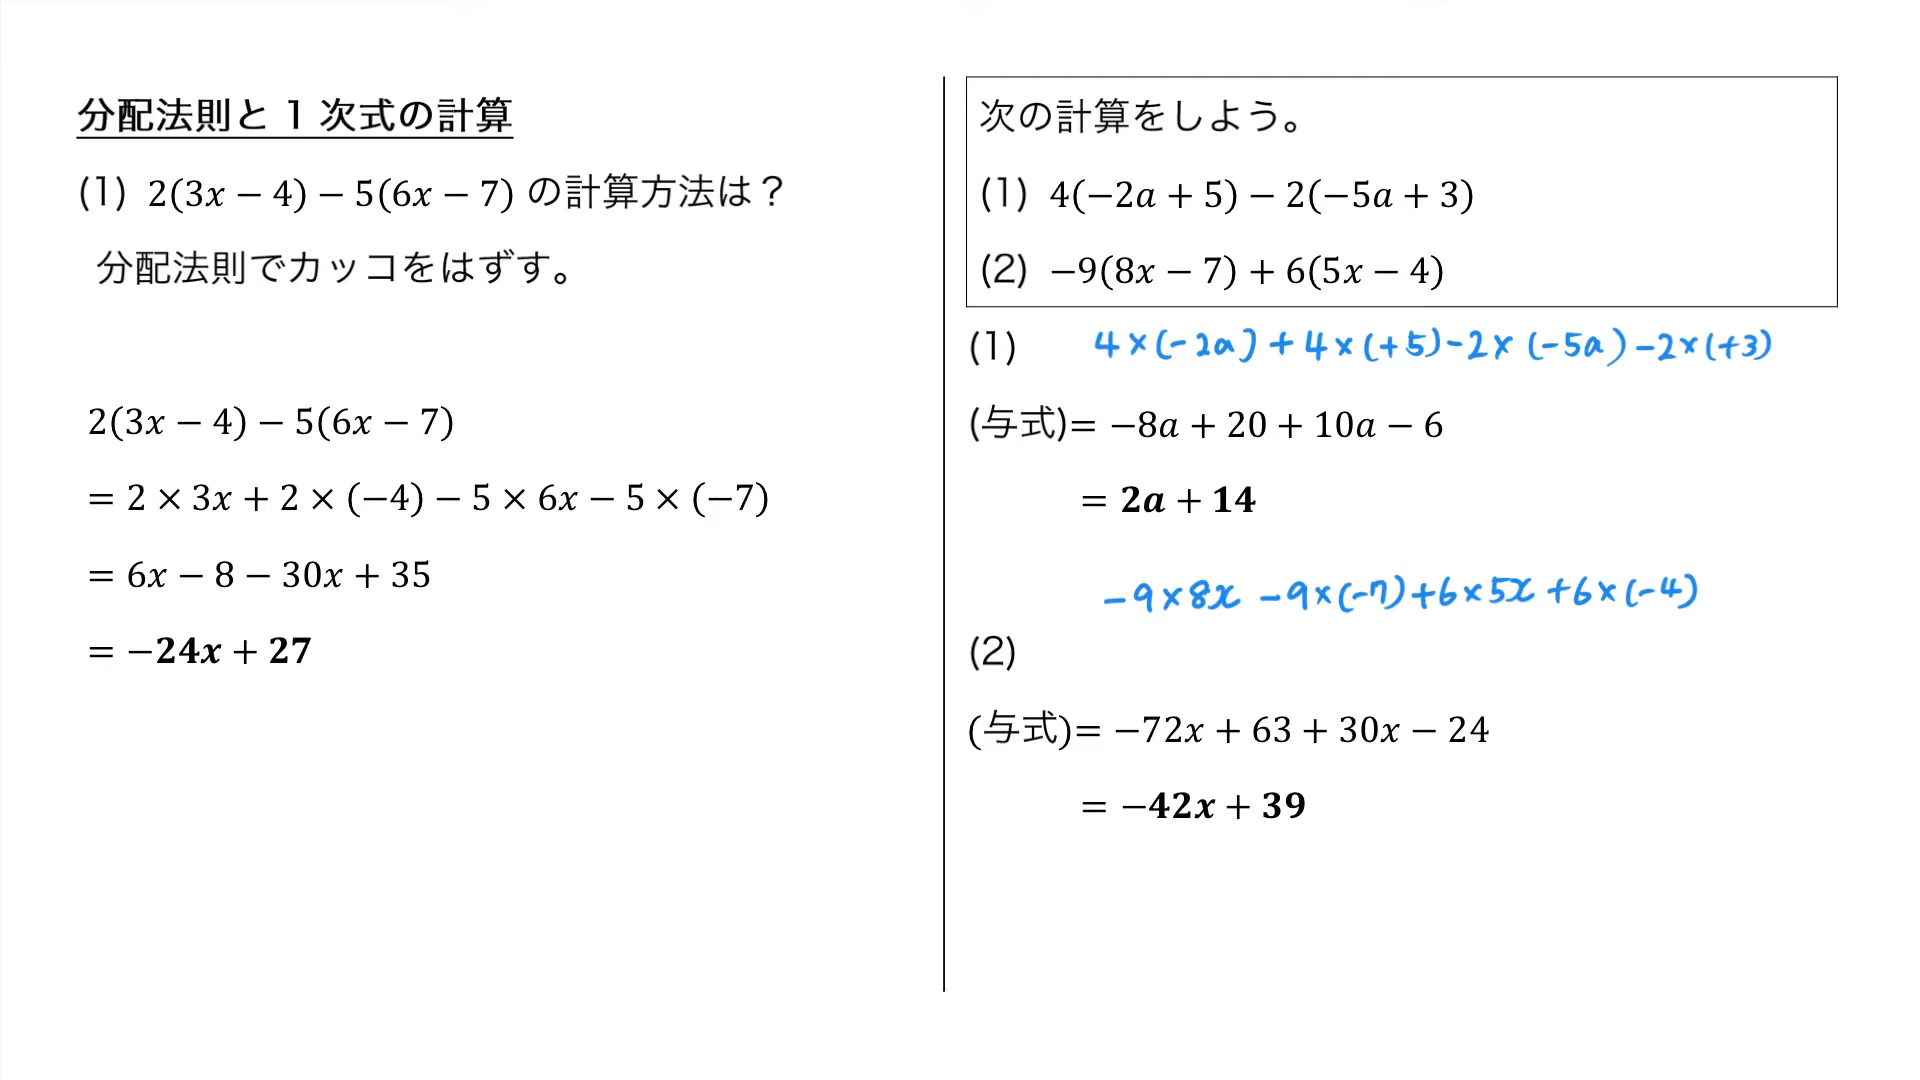 分配法則と1次式の計算
(1) 2(3x − 4) − 5(6x − 7) の計算方法は？
分配法則でカッコをはずす。
2(3x − 4) − 5(6x − 7)
= 2 × 3x + 2 × (−4) − 5 × 6x − 5 × (−7)
= 6x − 8 − 30x + 35
= −24x + 27
次の計算をしよう。
(1) 4(−2a + 5) − 2(−5a + 3)
(2) −9(8x − 7) + 6(5x − 4)
(1) 4×(-2a)+4×(+5)-2×(-5a)-2×(+3)
(与式)= −8a + 20 + 10a − 6
= 2a + 14
-9×8x-9×(-7)+6×5x+6×(-4)
(2)
(与式)= −72x + 63 + 30x − 24
= −42x + 39